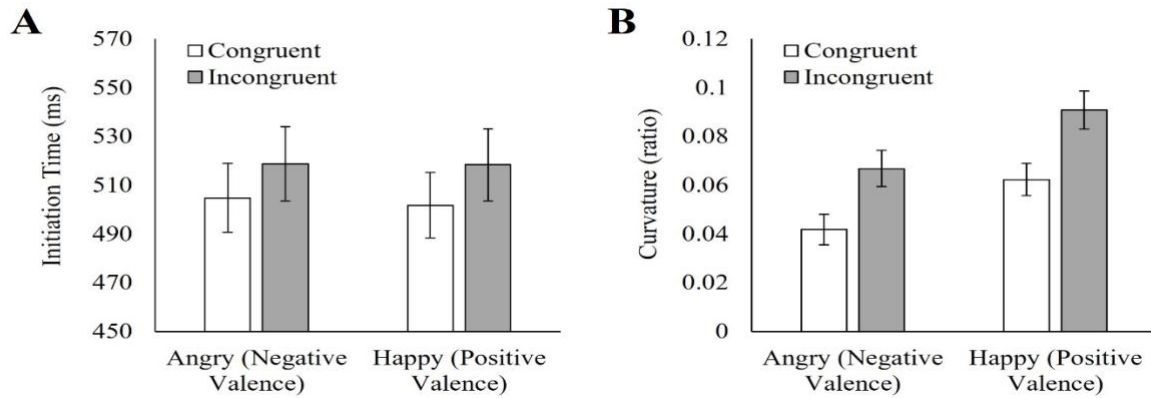 A
Initiation Time (ms)
570
550
530
510
490
470
450
Congruent
Incongruent
Angry (Negative
Valence)
Happy (Positive
Valence)
B
Curvature (ratio)
0.12
0.1
0.08
0.06
0.04
0.02
0
Congruent
Incongruent
Angry (Negative
Valence)
Happy (Positive
Valence)